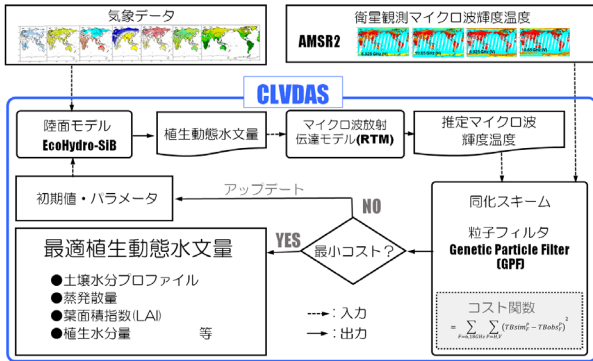 気象データ
衛星観測マイクロ波輝度温度
AMSR2
CLVDAS
陸面モデル
EcoHydro-SiB
植生動態水文量
マイクロ波放射
伝達モデル(RTM)
推定マイクロ波
輝度温度
初期値・パラメータ
アップデート
NO
YES
最小コスト？
同化スキーム
粒子フィルタ
Genetic Particle Filter
(GPF)
最適植生動態水文量
●土壌水分プロファイル
●蒸発散量
●葉面積指数(LAI)
●植生水分量 等
---▸:入力
→:出力
コスト関数